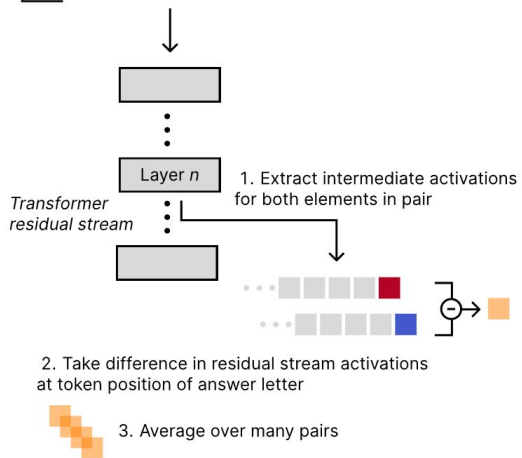 Layer n
1. Extract intermediate activations
for both elements in pair
Transformer
residual stream
2. Take difference in residual stream activations
at token position of answer letter
3. Average over many pairs